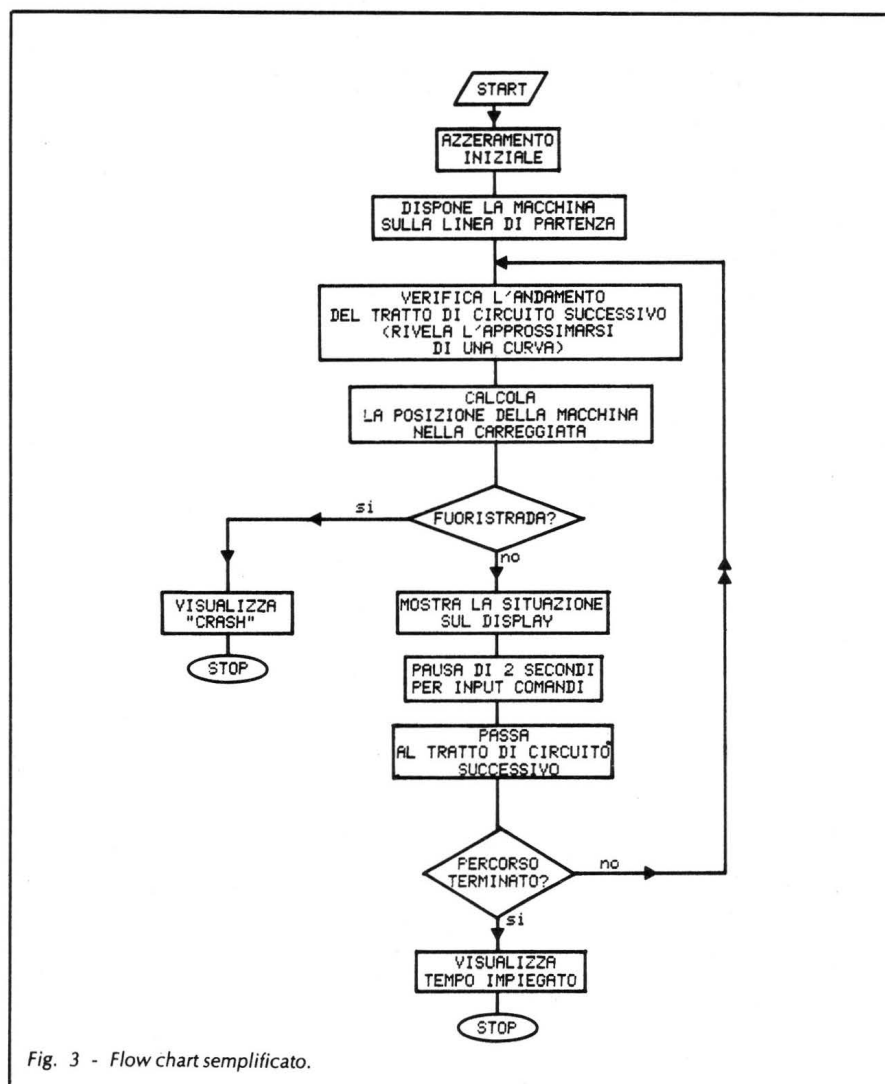 START
AZZERAMENTO
INIZIALE
DISPONE LA MACCHINA
SULLA LINEA DI PARTENZA
VERIFICA L'ANDAMENTO
DEL TRATTO DI CIRCUITO SUCCESSIVO
(RIVELA L'APPROSSIMARSI
DI UNA CURVA)
CALCOLA
LA POSIZIONE DELLA MACCHINA
NELLA CARREGGIATA
si
FUORISTRADA?
no
VISUALIZZA
"CRASH"
STOP
MOSTRA LA SITUAZIONE
SUL DISPLAY
PAUSA DI 2 SECONDI
PER INPUT COMANDI
PASSA
AL TRATTO DI CIRCUITO
SUCCESSIVO
PERCORSO
TERMINATO?
no
si
VISUALIZZA
TEMPO IMPIEGATO
STOP
Fig. 3 - Flow chart semplificato.